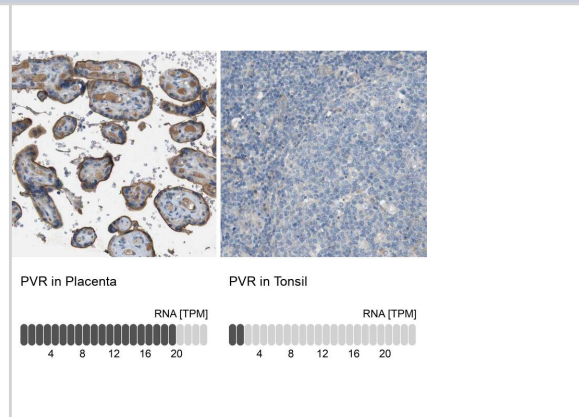 PVR in Placenta
PVR in Tonsil
RNA [TPM]
RNA [TPM]
4 8 12 16 20
4 8 12 16 20